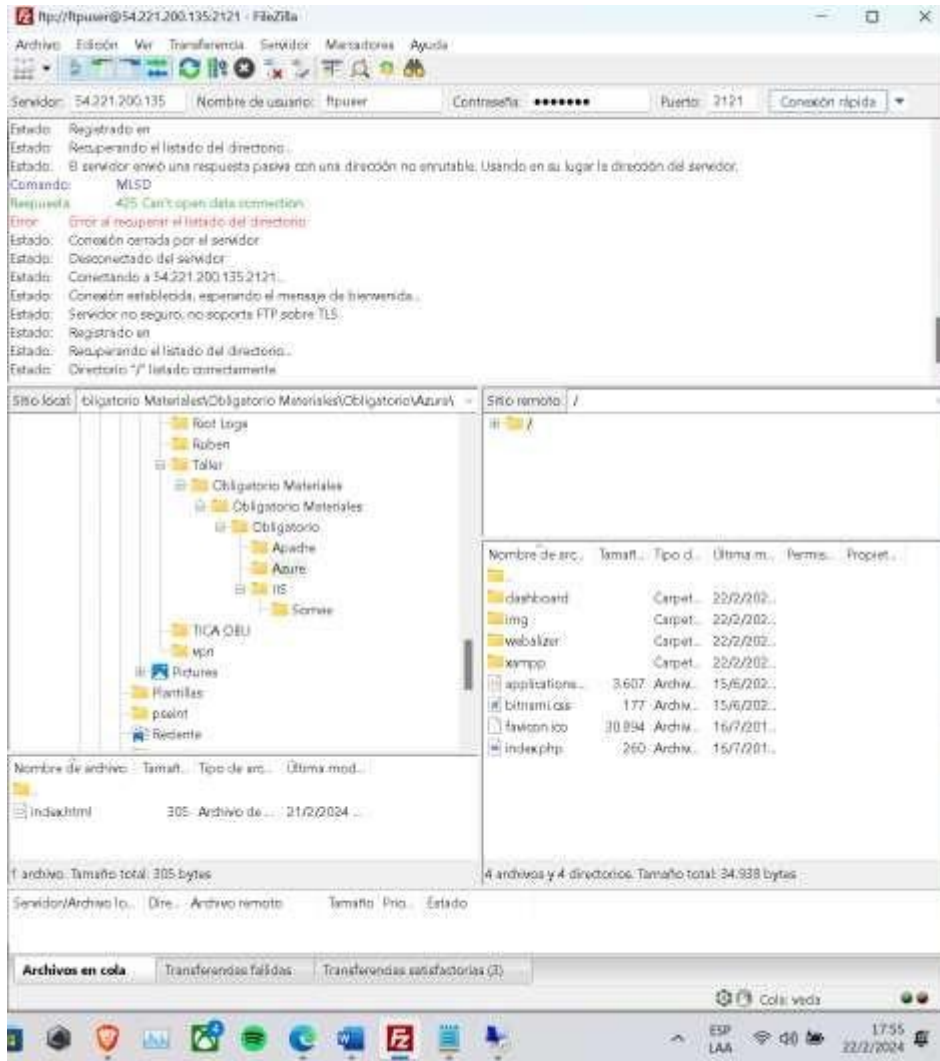 ftp://ftpuser@54.221.200.135:2121 - FileZilla
Archivo Edición Ver Transferencia Servidor Marcadores Ayuda
Servidor: 54.221.200.135 Nombre de usuario: ftpuser Contraseña: ●●●●●●● Puerto: 2121 Conexión rápida
Estado: Registrado en
Estado: Recuperando el listado del directorio...
Estado: El servidor envió una respuesta pasiva con una dirección no enrutable. Usando en su lugar la dirección del servidor.
Comando: MLSD
Respuesta: 425 Can't open data connection.
Error: Error al recuperar el listado del directorio
Estado: Conexión cerrada por el servidor
Estado: Desconectado del servidor
Estado: Conectando a 54.221.200.135:2121...
Estado: Conexión establecida, esperando el mensaje de bienvenida...
Estado: Servidor no seguro, no soporta FTP sobre TLS.
Estado: Registrado en
Estado: Recuperando el listado del directorio...
Estado: Directorio "/" listado correctamente
Sitio local: bligatorio Materiales\Obligatorio Materiales\Obligatorio\Azure\
Riot Loga
Ruben
Taller
Obligatorio Materiales
Obligatorio Materiales
Obligatorio
Apache
Azure
IIS
Somee
TICA OEU
vpn
Pictures
Plantillas
pseint
Reciente
Nombre de archivo Tamañ... Tipo de arc... Última mod...
..
index.html 305 Archivo de ... 21/2/2024 ...
1 archivo. Tamaño total: 305 bytes
Sitio remoto: /
/
Nombre de arc... Tamañ... Tipo d... Última m... Permis... Propiet...
..
dashboard Carpet... 22/2/202...
img Carpet... 22/2/202...
webalizer Carpet... 22/2/202...
xampp Carpet... 22/2/202...
applications... 3.607 Archiv... 15/6/202...
bitnami.css 177 Archiv... 15/6/202...
favicon.ico 30.894 Archiv... 16/7/201...
index.php 260 Archiv... 16/7/201...
4 archivos y 4 directorios. Tamaño total: 34.938 bytes
Servidor/Archivo lo... Dire... Archivo remoto Tamaño Prio... Estado
Archivos en cola Transferencias fallidas Transferencias satisfactorias (3)
Cola: vacía
ESP
LAA
17:55
22/2/2024